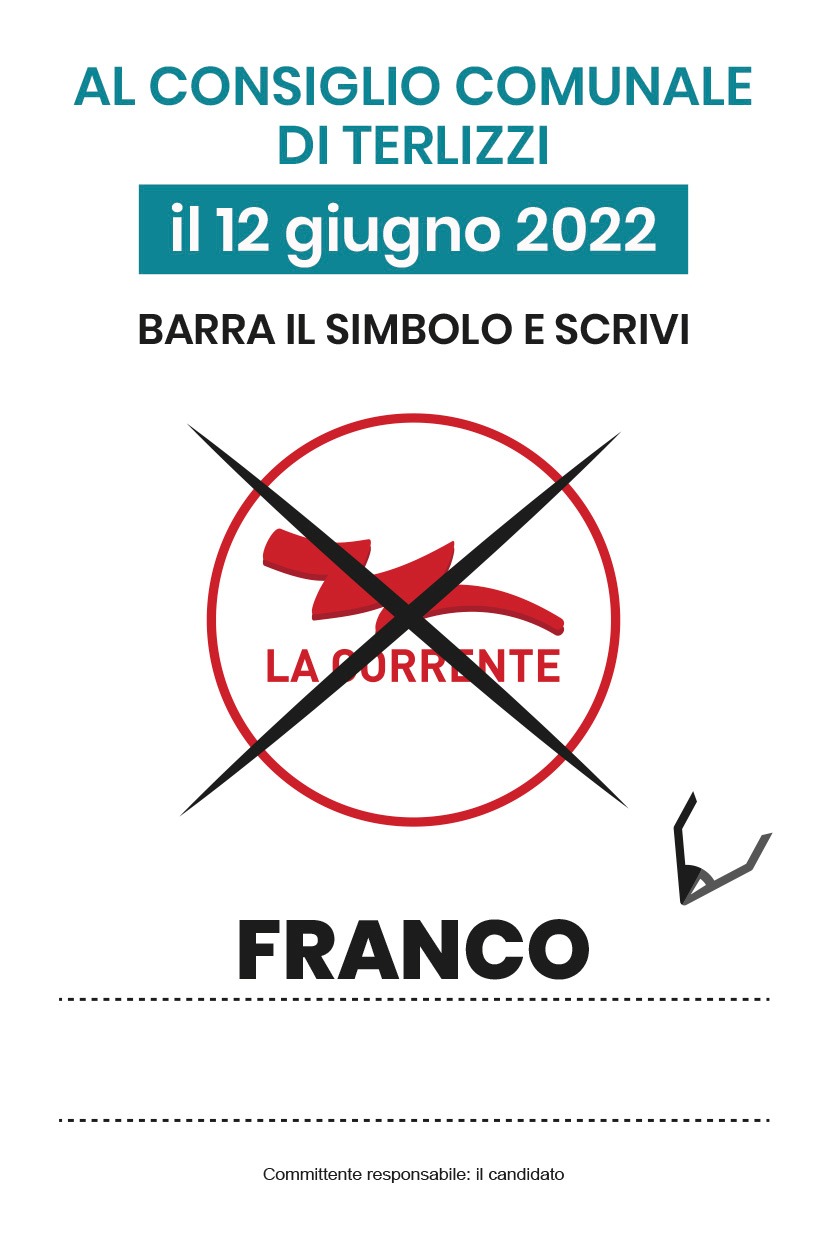 AL CONSIGLIO COMUNALE
DI TERLIZZI
il 12 giugno 2022
BARRA IL SIMBOLO E SCRIVI
LA CORRENTE
FRANCO
Committente responsabile: il candidato